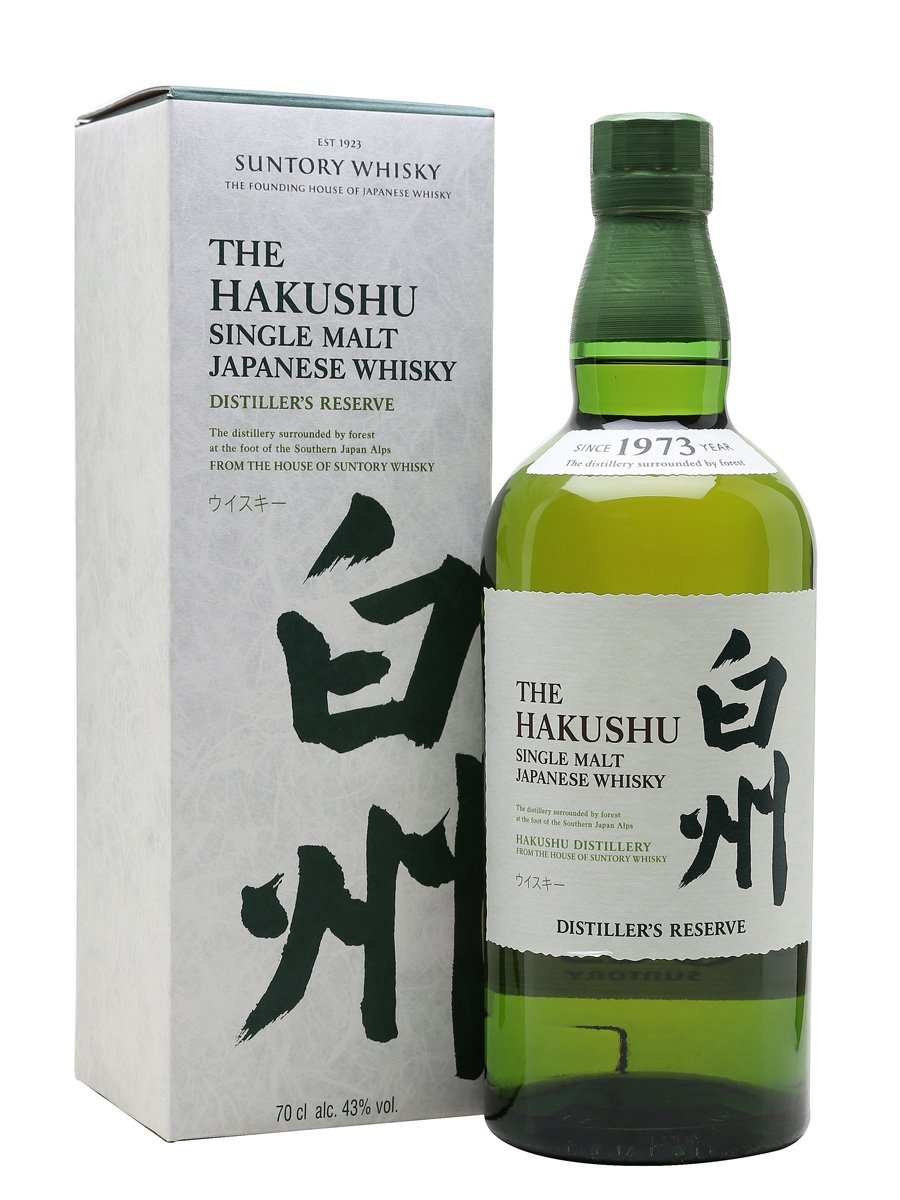 EST 1923
SUNTORY WHISKY
THE FOUNDING HOUSE OF JAPANESE WHISKY
THE
HAKUSHU
SINGLE MALT
JAPANESE WHISKY
DISTILLER'S RESERVE
The distillery surrounded by forest
at the foot of the Southern Japan Alps
FROM THE HOUSE OF SUNTORY WHISKY
ウイスキー
白州
70 cl alc. 43% vol.
SINCE 1973 YEAR
The distillery surrounded by forest
THE
HAKUSHU
SINGLE MALT
JAPANESE WHISKY
The distillery surrounded by forest
at the foot of the Southern Japan Alps
HAKUSHU DISTILLERY
FROM THE HOUSE OF SUNTORY WHISKY
ウイスキー
白州
DISTILLER'S RESERVE
SUNTORY